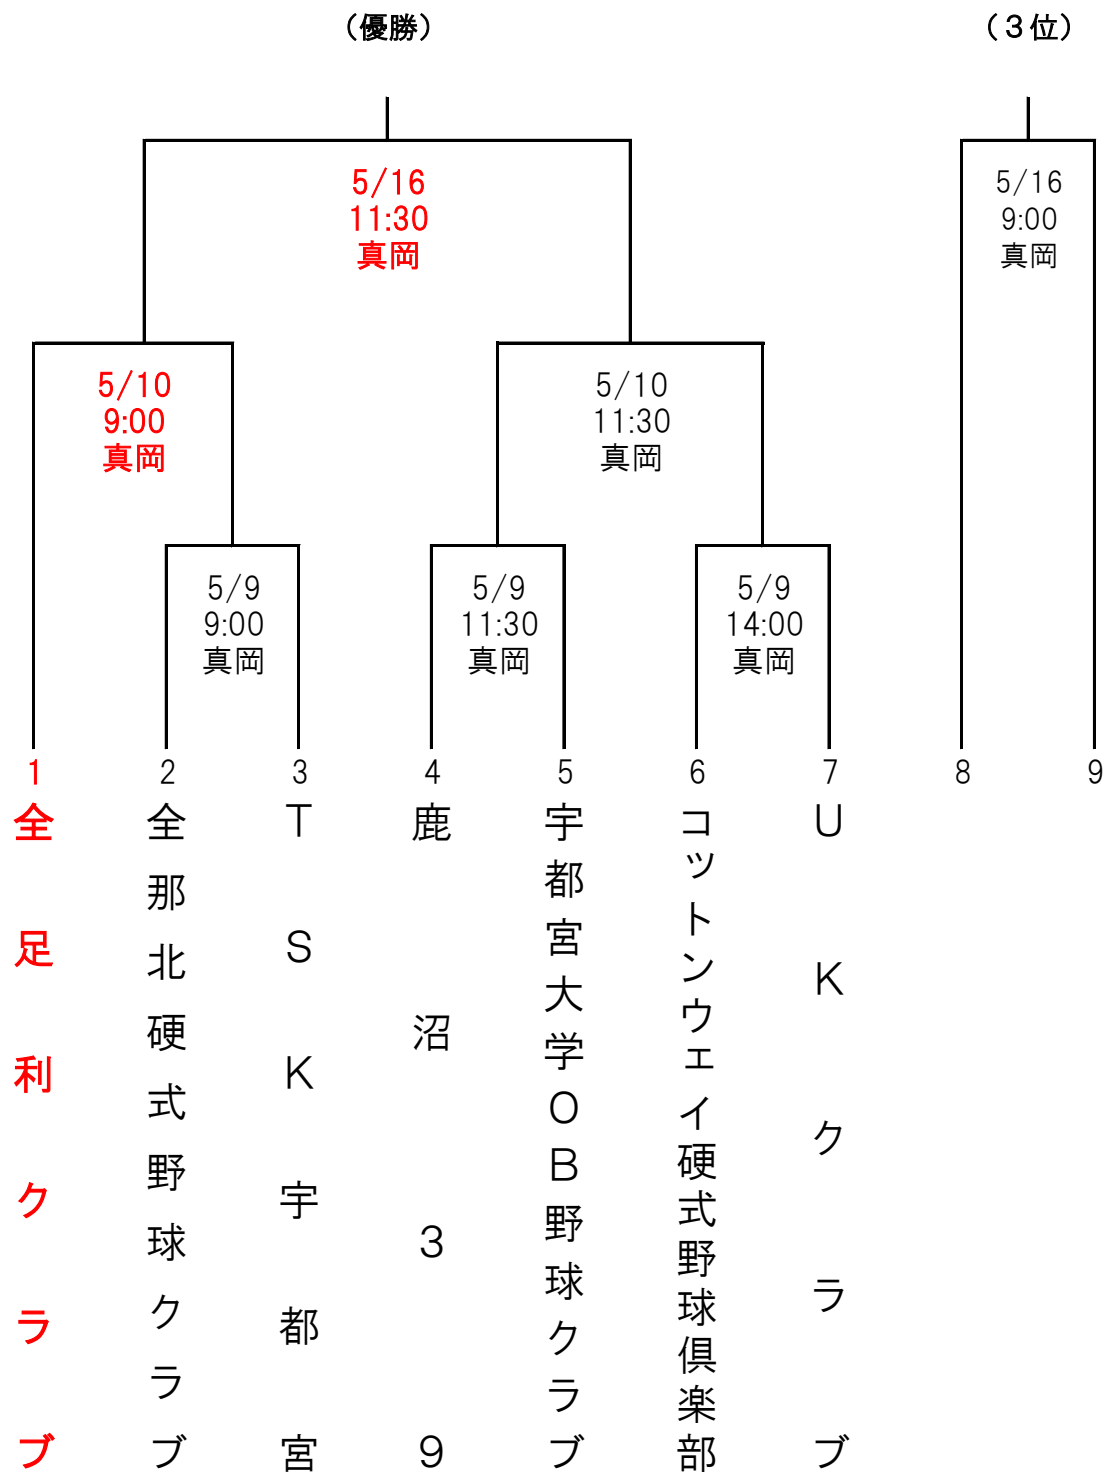 （優勝）
（３位）
5/16
11:30
真岡
5/16
9:00
真岡
5/10
9:00
真岡
5/10
11:30
真岡
5/9
9:00
真岡
5/9
11:30
真岡
5/9
14:00
真岡
1
2
3
4
5
6
7
8
9
全足利クラブ
全那北硬式野球クラブ
ＴＳＫ宇都宮
鹿沼３９
宇都宮大学ＯＢ野球クラブ
コットンウェイ硬式野球倶楽部
ＵＫクラブ